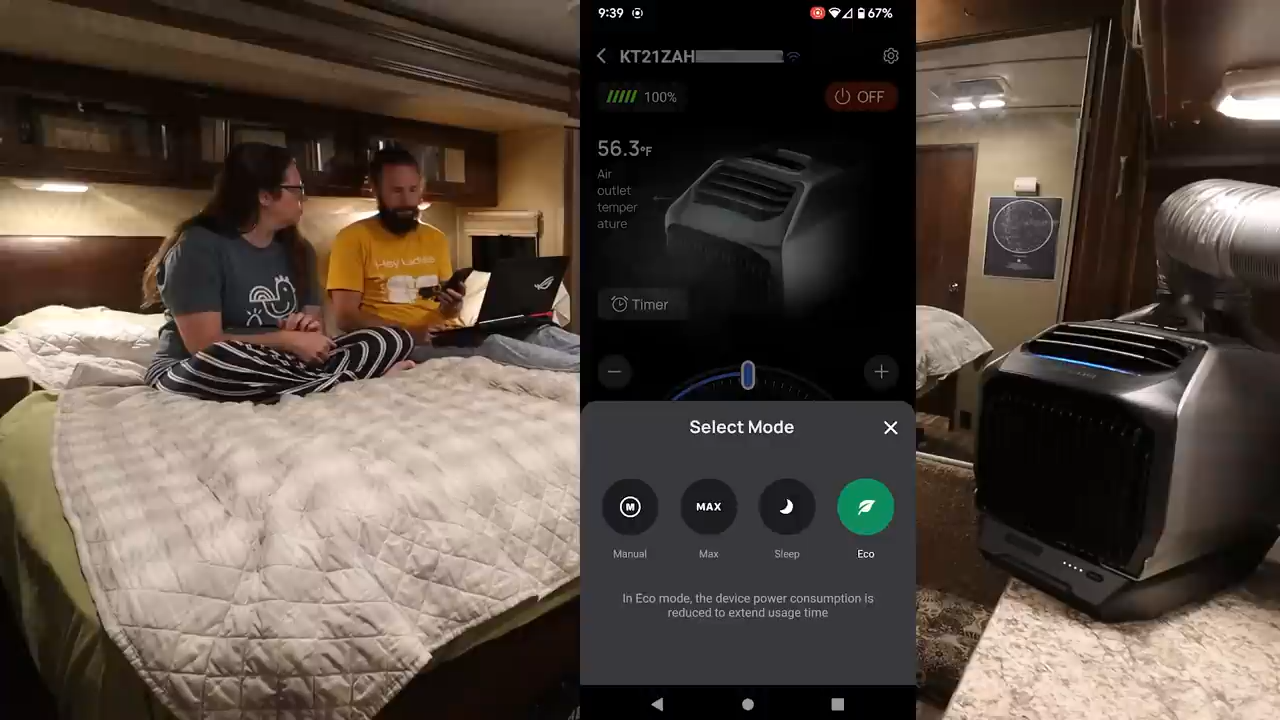 Hey Ladies
9:39
67%
KT21ZAH
100%
OFF
56.3°F
Air
outlet
temper
ature
Timer
Select Mode
M
MAX
Manual
Max
Sleep
Eco
In Eco mode, the device power consumption is
reduced to extend usage time